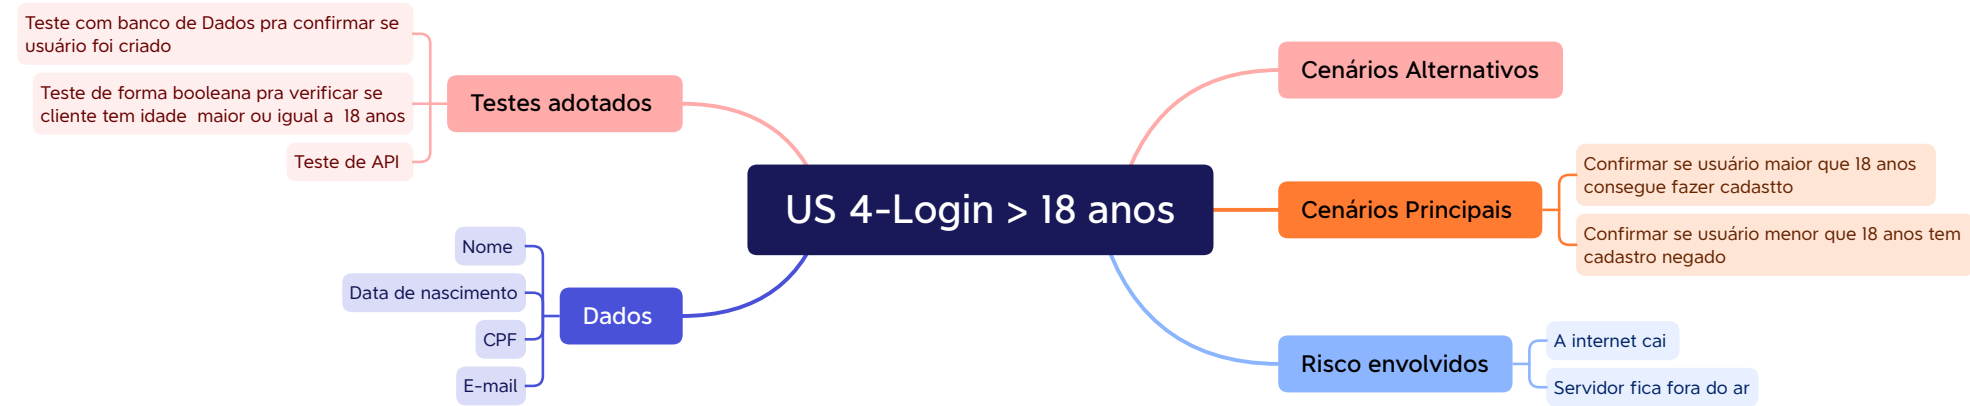 US 4-Login > 18 anos
Testes adotados
Teste com banco de Dados pra confirmar se
usuário foi criado
Teste de forma booleana pra verificar se
cliente tem idade  maior ou igual a  18 anos
Teste de API
Dados
Nome
Data de nascimento
CPF
E-mail
Cenários Alternativos
Cenários Principais
Confirmar se usuário maior que 18 anos
consegue fazer cadastto
Confirmar se usuário menor que 18 anos tem
cadastro negado
Risco envolvidos
A internet cai
Servidor fica fora do ar